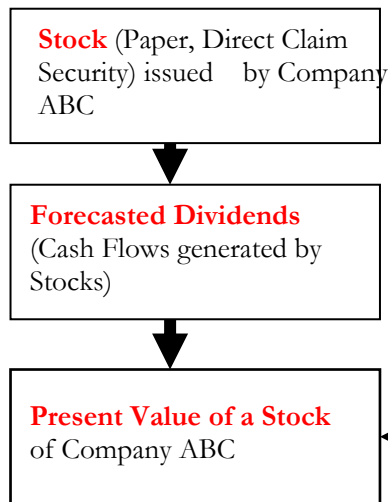 Stock (Paper, Direct Claim
Security) issued by Company
ABC
Forecasted Dividends
(Cash Flows generated by
Stocks)
Present Value of a Stock
of Company ABC